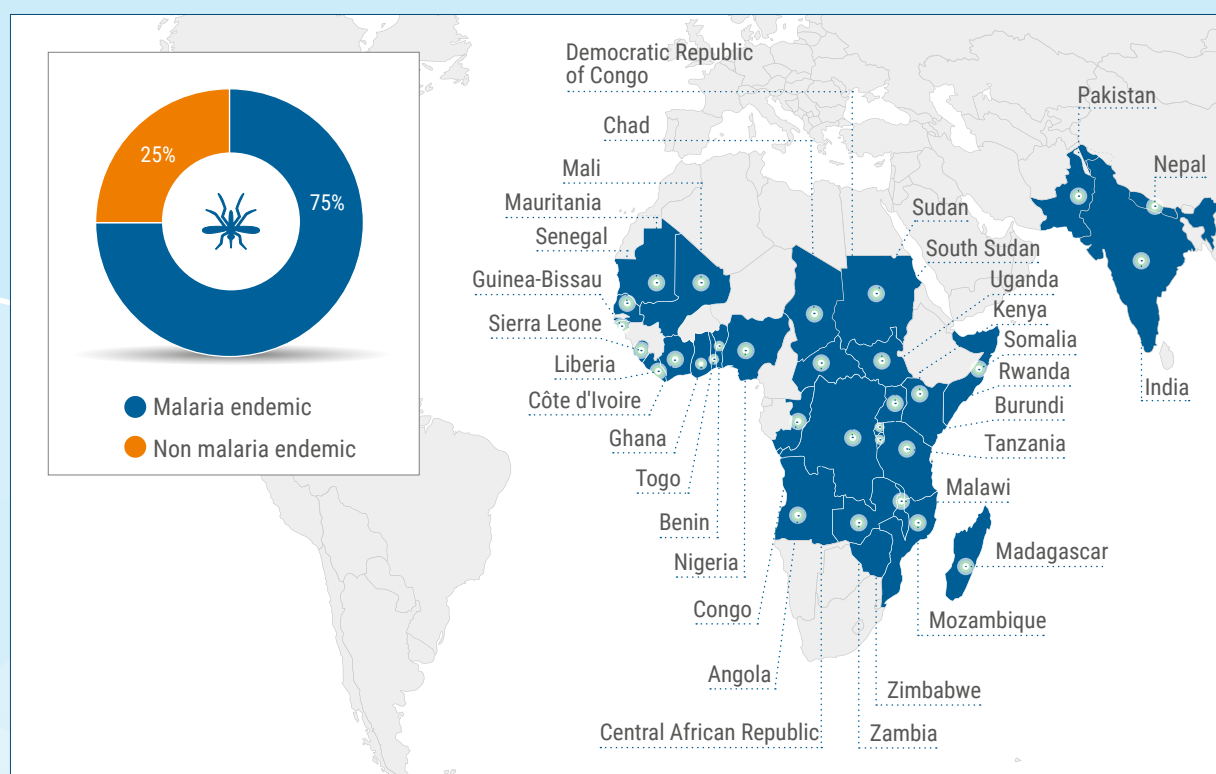 25%
75%
Malaria endemic
Non malaria endemic
Democratic Republic
of Congo
Chad
Mali
Mauritania
Senegal
Guinea-Bissau
Sierra Leone
Liberia
Côte d'Ivoire
Ghana
Togo
Benin
Nigeria
Congo
Angola
Central African Republic
Pakistan
Nepal
Sudan
South Sudan
Uganda
Kenya
Somalia
Rwanda
Burundi
Tanzania
India
Malawi
Madagascar
Mozambique
Zimbabwe
Zambia